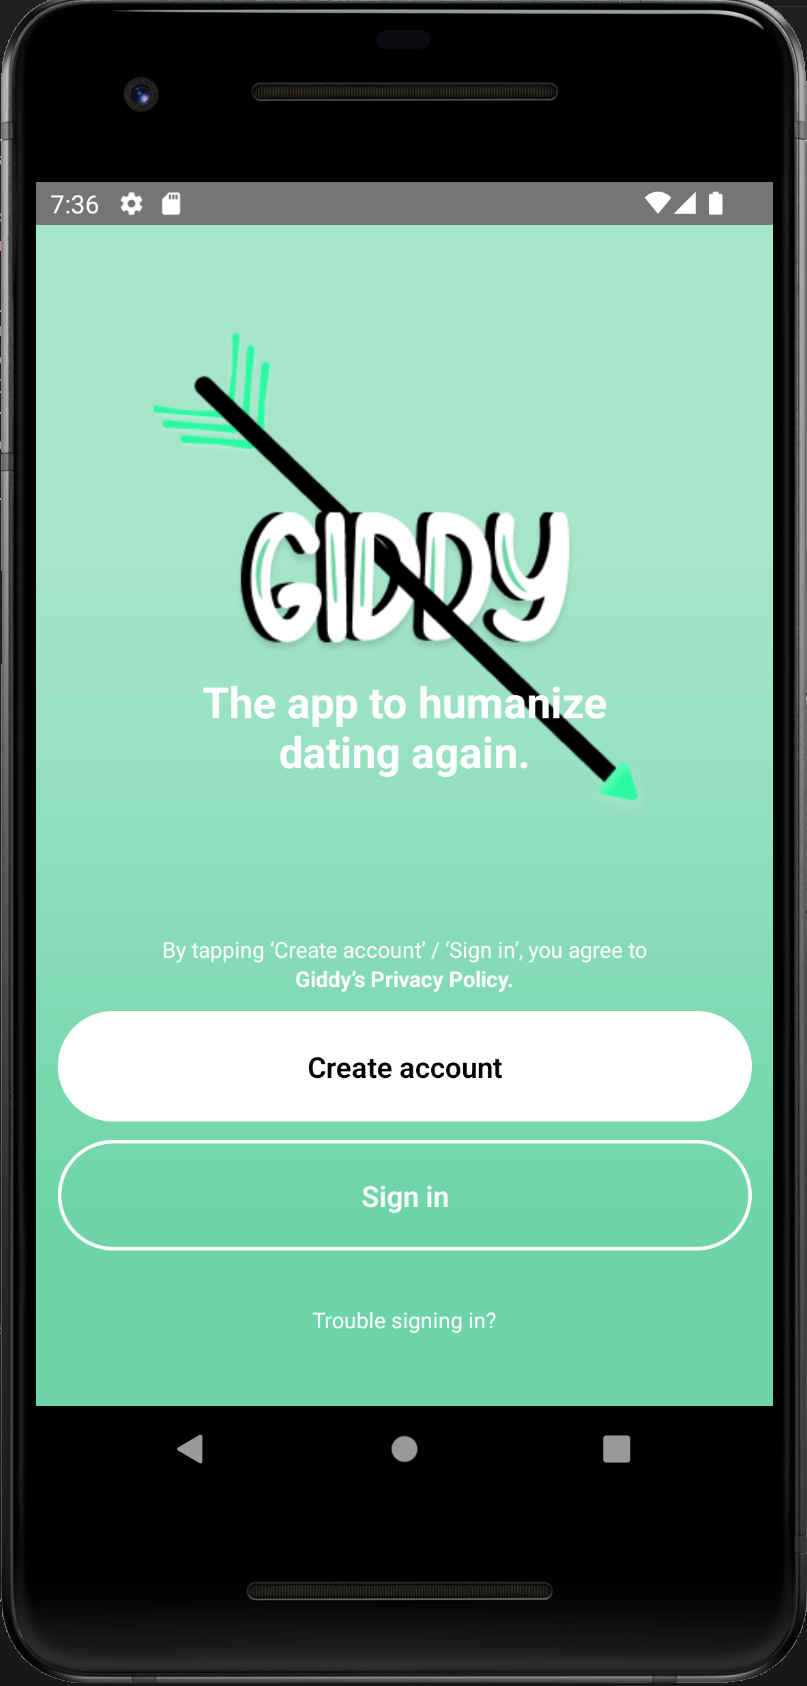 7:36
GIDDY
The app to humanize
dating again.
By tapping ‘Create account’ / ‘Sign in’, you agree to
Giddy’s Privacy Policy.
Create account
Sign in
Trouble signing in?